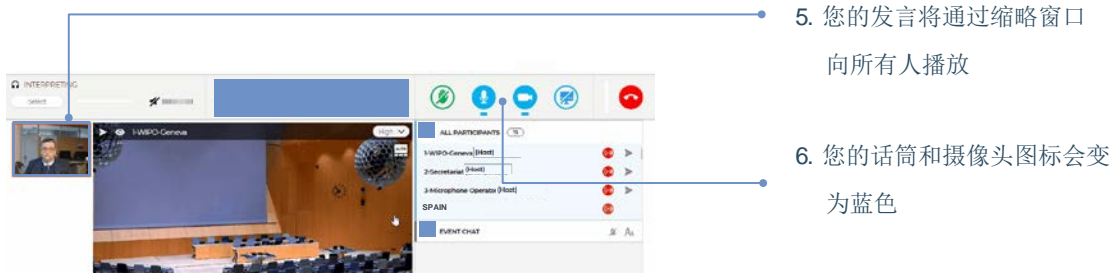 5. 您的发言将通过缩略窗口
向所有人播放
INTERPRETING
Select
1-WIPO-Geneva
High
ALL PARTICIPANTS
1-WIPO-Geneva (Host)
2-Secretariat (Host)
3-Microphone Operator (Host)
SPAIN
EVENT CHAT
6. 您的话筒和摄像头图标会变
为蓝色